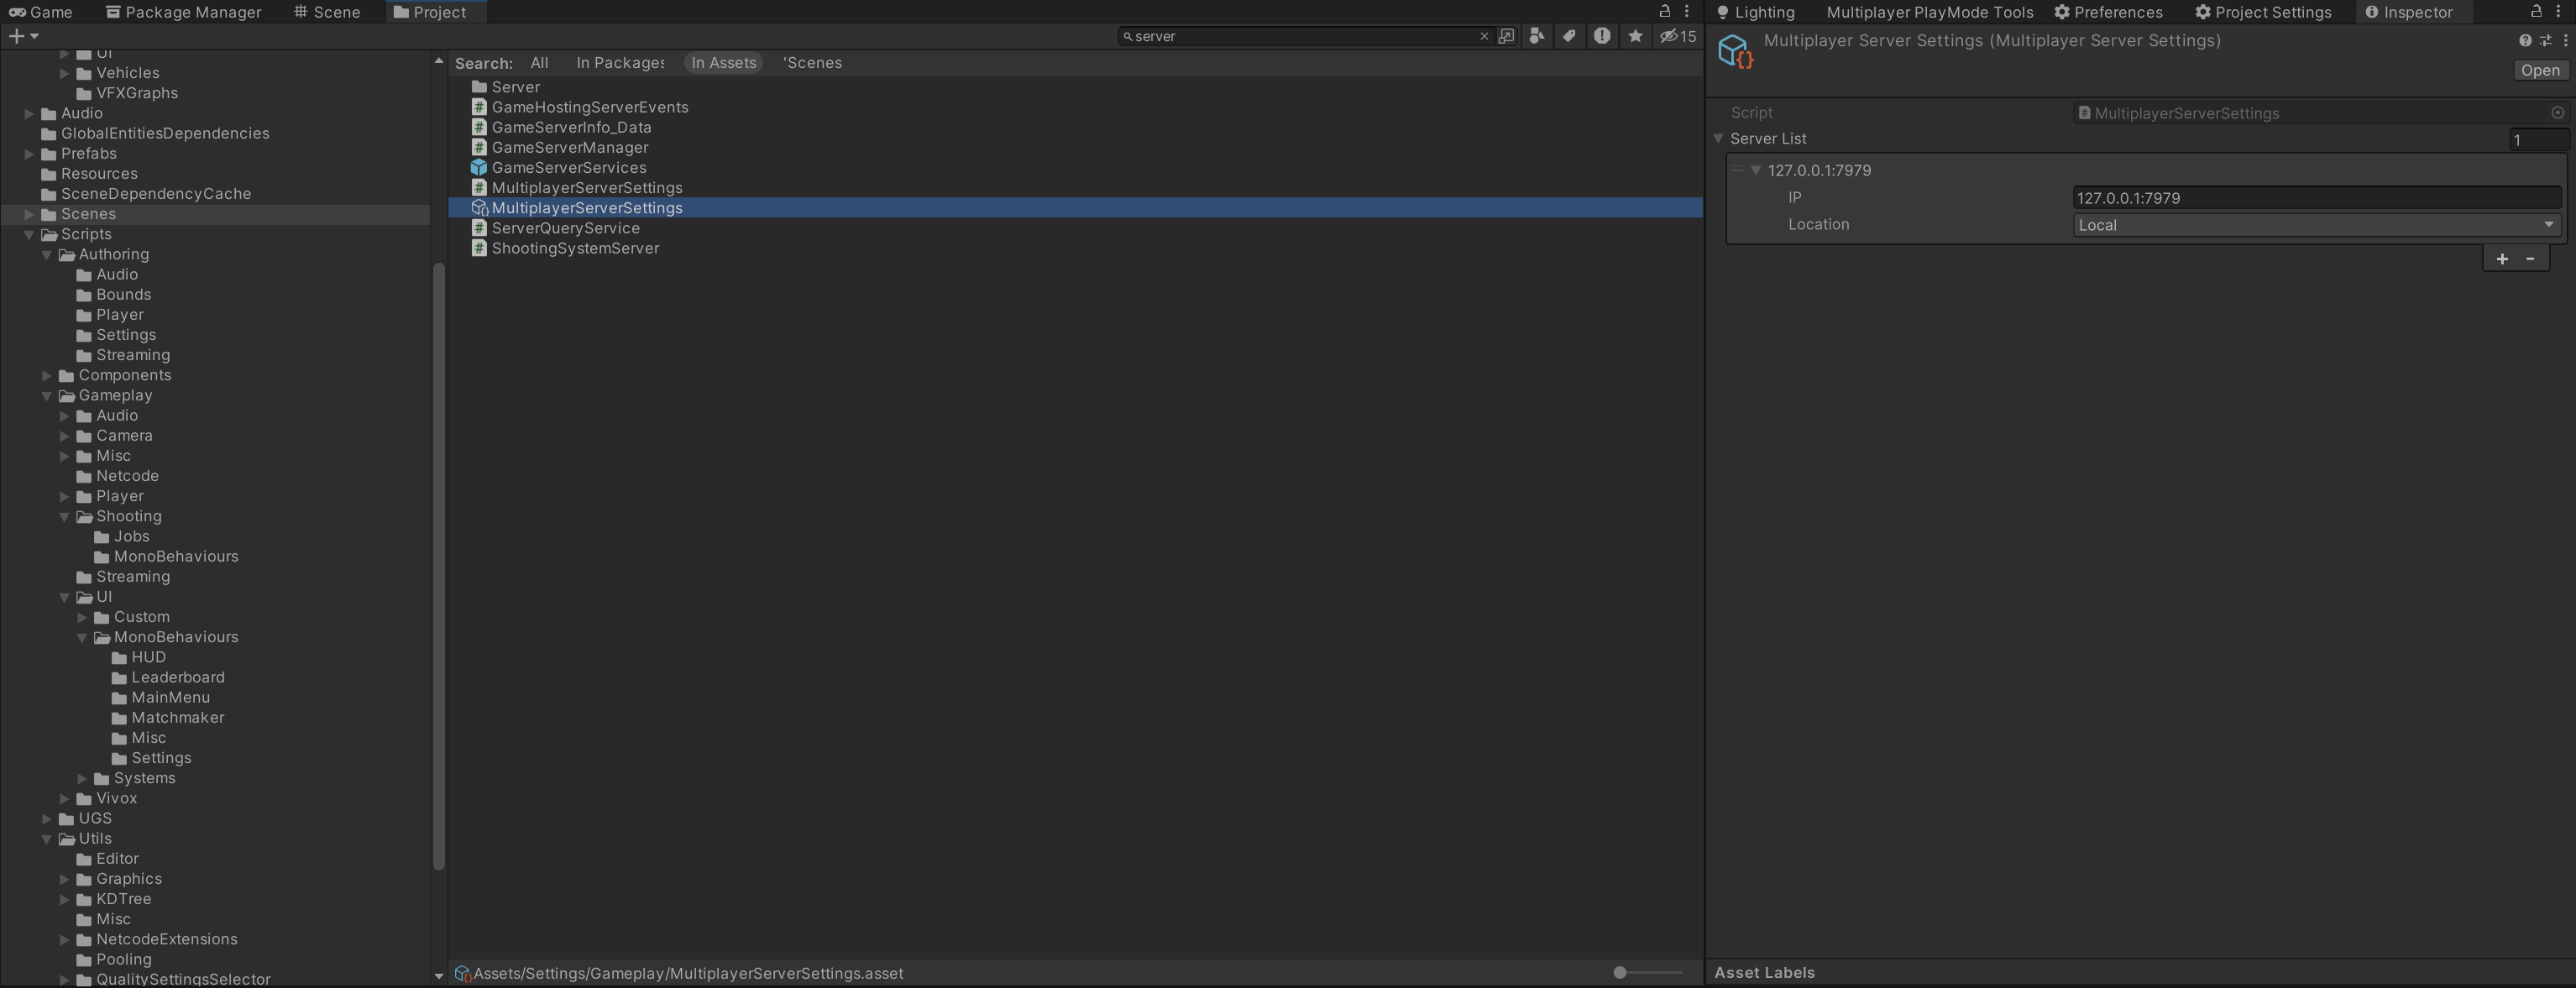 Game
Package Manager
Scene
Project
Lighting
Multiplayer PlayMode Tools
Preferences
Project Settings
Inspector
server
15
Multiplayer Server Settings (Multiplayer Server Settings)
Open
Search:
All
In Packages
In Assets
'Scenes
UI
Vehicles
VFXGraphs
Audio
GlobalEntitiesDependencies
Prefabs
Resources
SceneDependencyCache
Scenes
Scripts
Authoring
Audio
Bounds
Player
Settings
Streaming
Components
Gameplay
Audio
Camera
Misc
Netcode
Player
Shooting
Jobs
MonoBehaviours
Streaming
UI
Custom
MonoBehaviours
HUD
Leaderboard
MainMenu
Matchmaker
Misc
Settings
Systems
Vivox
UGS
Utils
Editor
Graphics
KDTree
Misc
NetcodeExtensions
Pooling
QualitySettingsSelector
Server
GameHostingServerEvents
GameServerInfo_Data
GameServerManager
GameServerServices
MultiplayerServerSettings
MultiplayerServerSettings
ServerQueryService
ShootingSystemServer
Assets/Settings/Gameplay/MultiplayerServerSettings.asset
Script
MultiplayerServerSettings
Server List
1
127.0.0.1:7979
IP
127.0.0.1:7979
Location
Local
Asset Labels